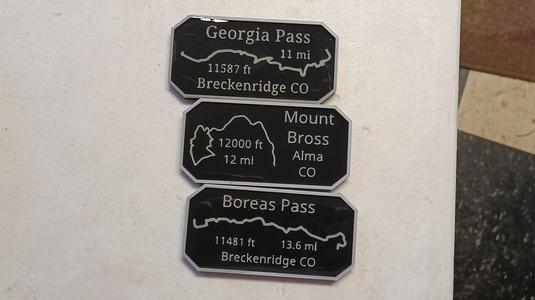 Georgia Pass
11 mi
11587 ft
Breckenridge CO
Mount
Bross
12000 ft
12 mi
Alma
CO
Boreas Pass
11481 ft 13.6 mi
Breckenridge CO